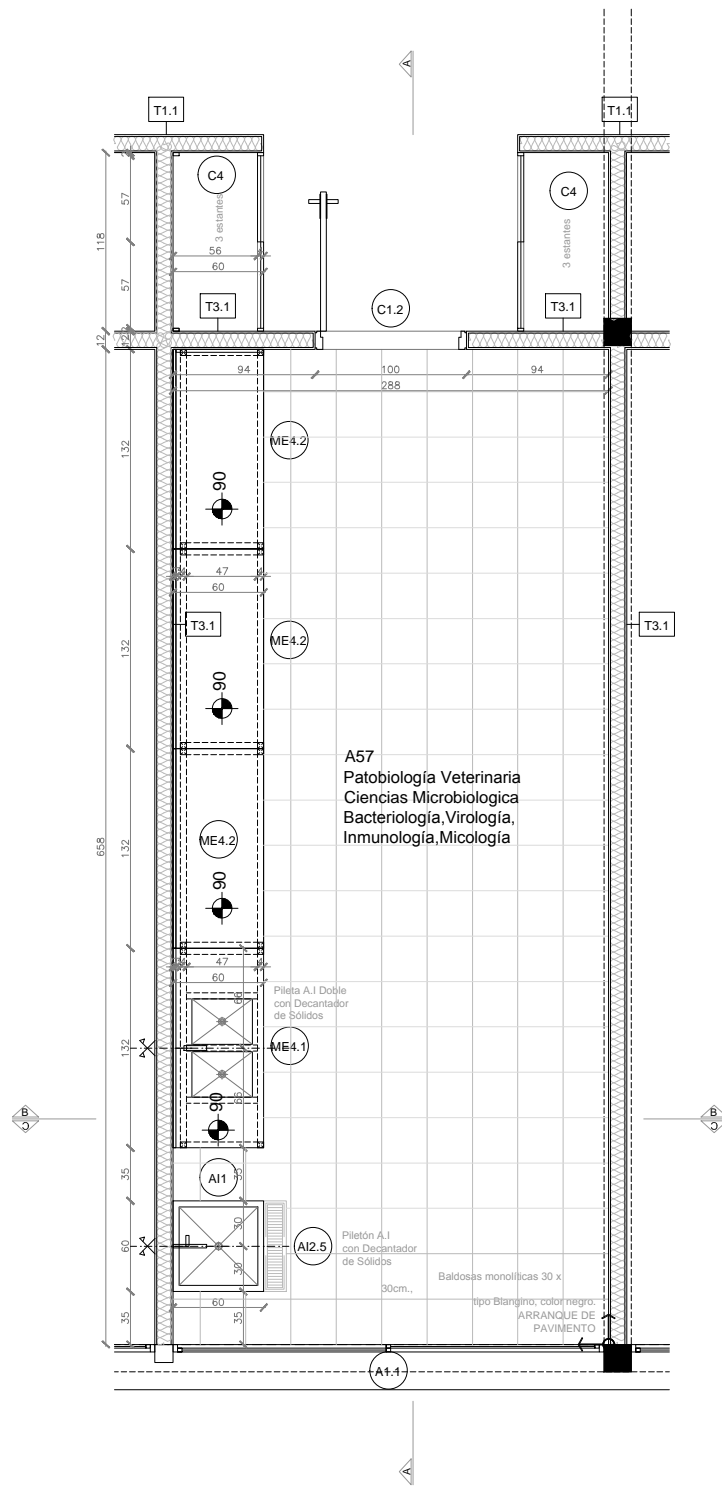 A
T1.1
T1.1
C4
C4
3 estantes
3 estantes
57
118
57
56
60
T3.1
T3.1
C1.2
12
94
100
94
288
132
ME4.2
90
47
60
T3.1
T3.1
132
ME4.2
90
A57
Patobiología Veterinaria
Ciencias Microbiologica
Bacteriología,Virología,
Inmunología,Micología
658
132
ME4.2
90
47
60
Pileta A.I Doble
con Decantador
de Sólidos
66
132
ME4.1
66
90
B
C
B
C
35
AI1
35
30
60
AI2.5
30
Piletón A.I
con Decantador
de Sólidos
Baldosas monolíticas 30 x
30cm.,
tipo Blangino, color negro.
ARRANQUE DE
PAVIMENTO
60
35
35
A1.1
A